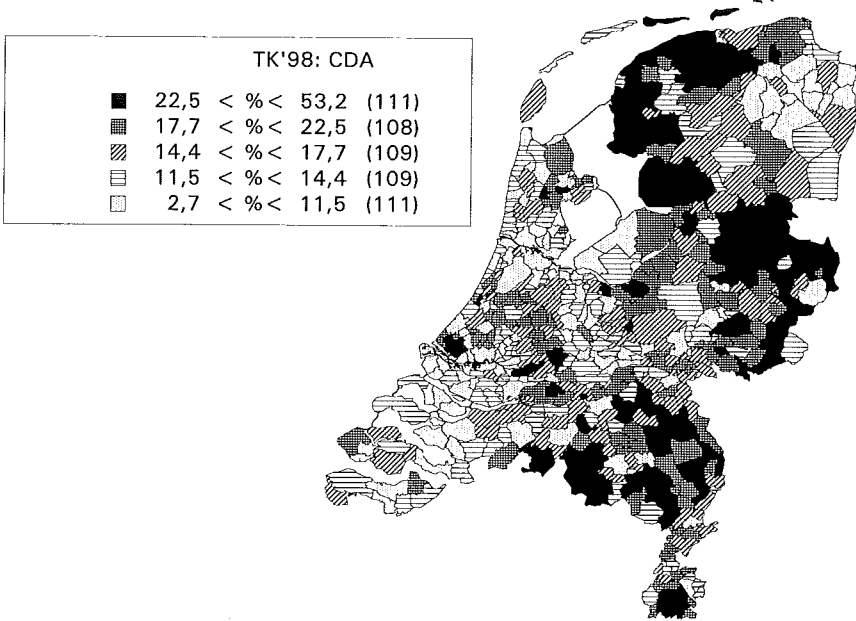 TK'98: CDA
22,5 < % < 53,2 (111)
17,7 < % < 22,5 (108)
14,4 < % < 17,7 (109)
11,5 < % < 14,4 (109)
2,7 < % < 11,5 (111)